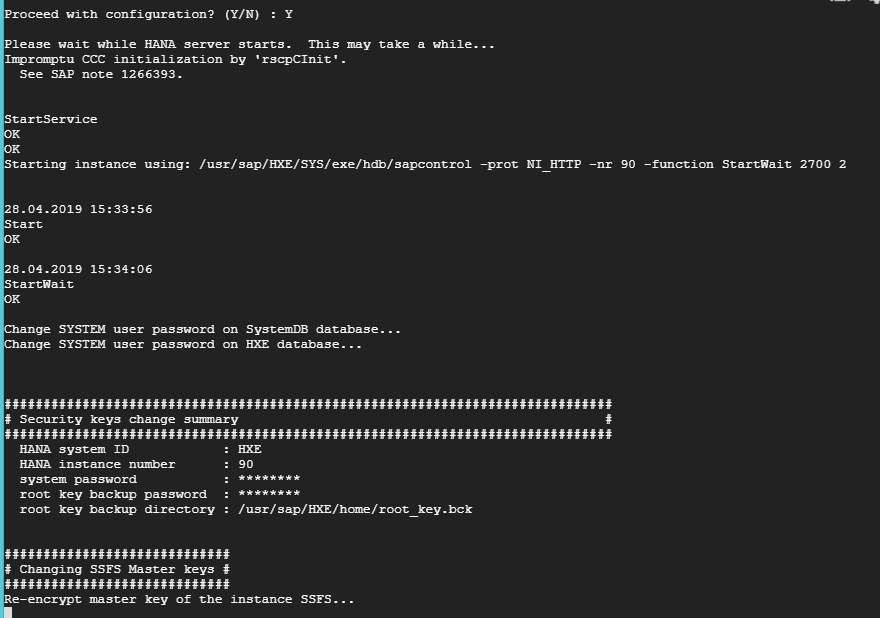 Proceed with configuration? (Y/N) : Y
Please wait while HANA server starts.  This may take a while...
Impromptu CCC initialization by 'rscpCInit'.
  See SAP note 1266393.
StartService
OK
OK
Starting instance using: /usr/sap/HXE/SYS/exe/hdb/sapcontrol -prot NI_HTTP -nr 90 -function StartWait 2700 2
28.04.2019 15:33:56
Start
OK
28.04.2019 15:34:06
StartWait
OK
Change SYSTEM user password on SystemDB database...
Change SYSTEM user password on HXE database...
##############################################################################
# Security keys change summary                                               #
##############################################################################
  HANA system ID            : HXE
  HANA instance number      : 90
  system password           : ********
  root key backup password  : ********
  root key backup directory : /usr/sap/HXE/home/root_key.bck
#############################
# Changing SSFS Master keys #
#############################
Re-encrypt master key of the instance SSFS...